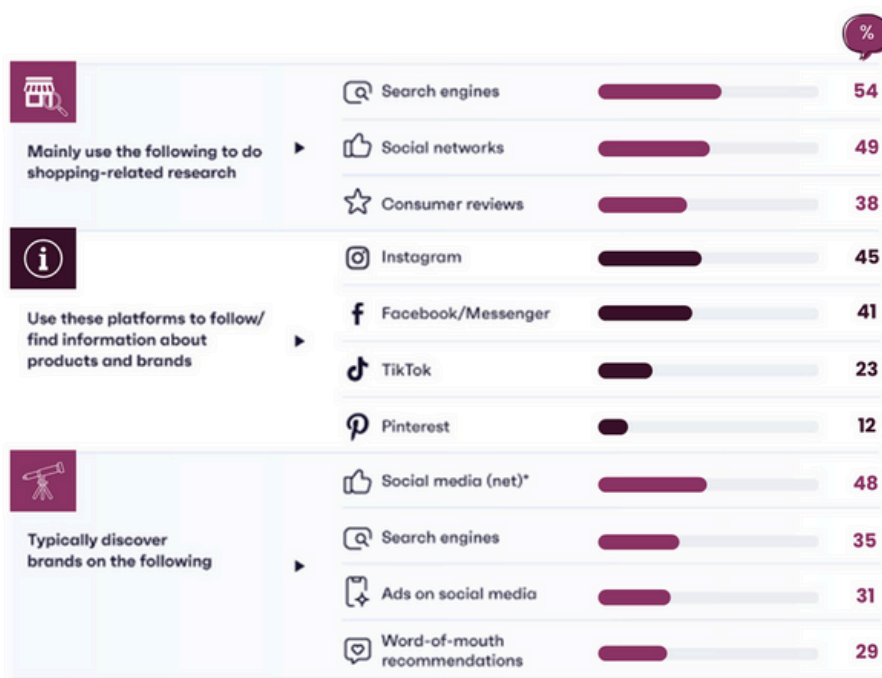 %
Mainly use the following to do
shopping-related research
Search engines 54
Social networks 49
Consumer reviews 38
Use these platforms to follow/
find information about
products and brands
Instagram 45
Facebook/Messenger 41
TikTok 23
Pinterest 12
Typically discover
brands on the following
Social media (net)* 48
Search engines 35
Ads on social media 31
Word-of-mouth
recommendations 29